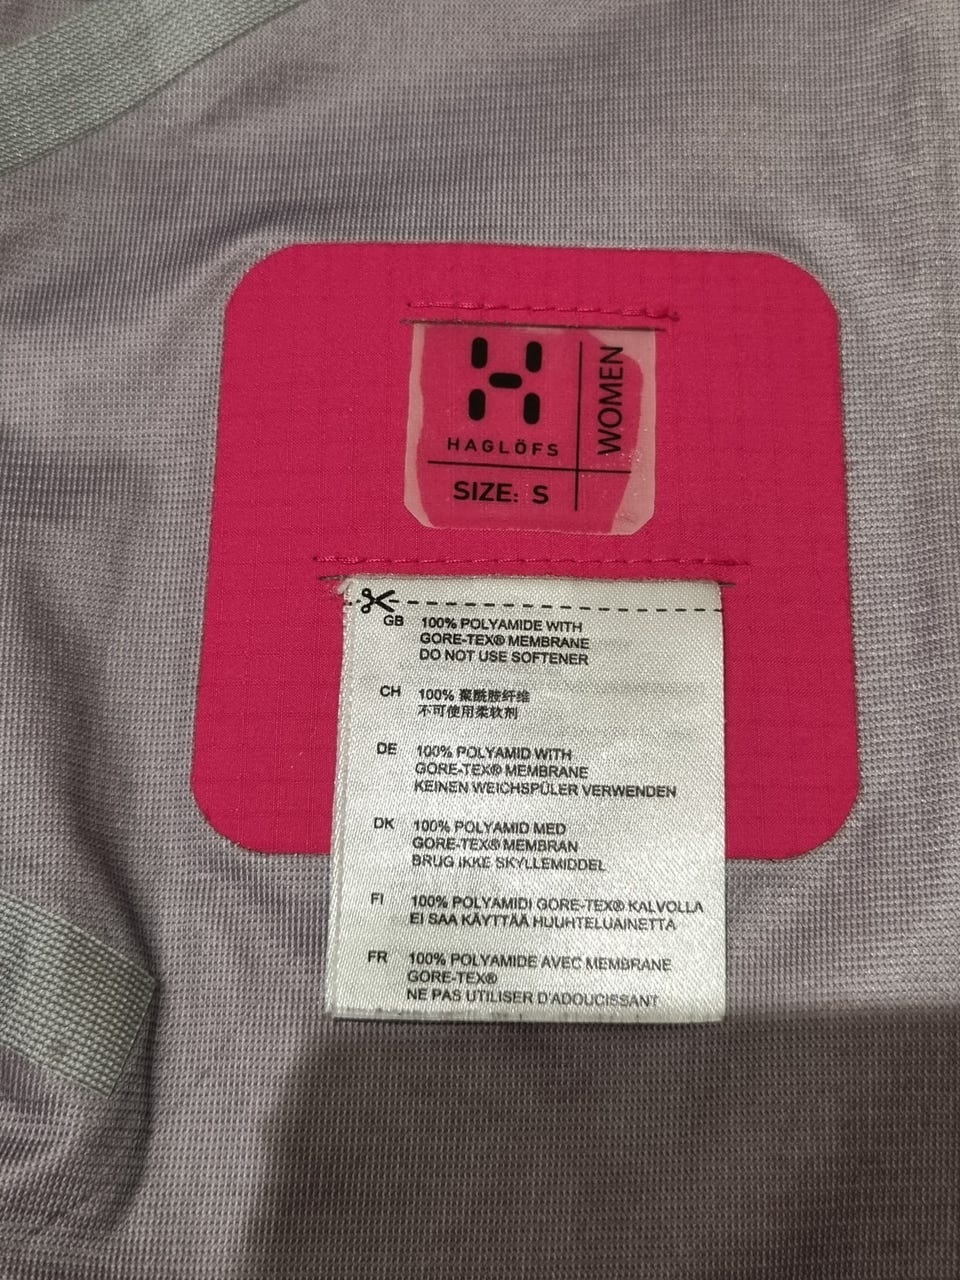 HAGLÖFS
WOMEN
SIZE: S
GB 100% POLYAMIDE WITH
GORE-TEX® MEMBRANE
DO NOT USE SOFTENER
CH 100% 聚酰胺纤维
不可使用柔软剂
DE 100% POLYAMID WITH
GORE-TEX® MEMBRANE
KEINEN WEICHSPÜLER VERWENDEN
DK 100% POLYAMID MED
GORE-TEX® MEMBRAN
BRUG IKKE SKYLLEMIDDEL
FI 100% POLYAMIDI GORE-TEX® KALVOLLA
EI SAA KÄYTTÄÄ HUUHTELUAINETTA
FR 100% POLYAMIDE AVEC MEMBRANE
GORE-TEX®
NE PAS UTILISER D'ADOUCISSANT